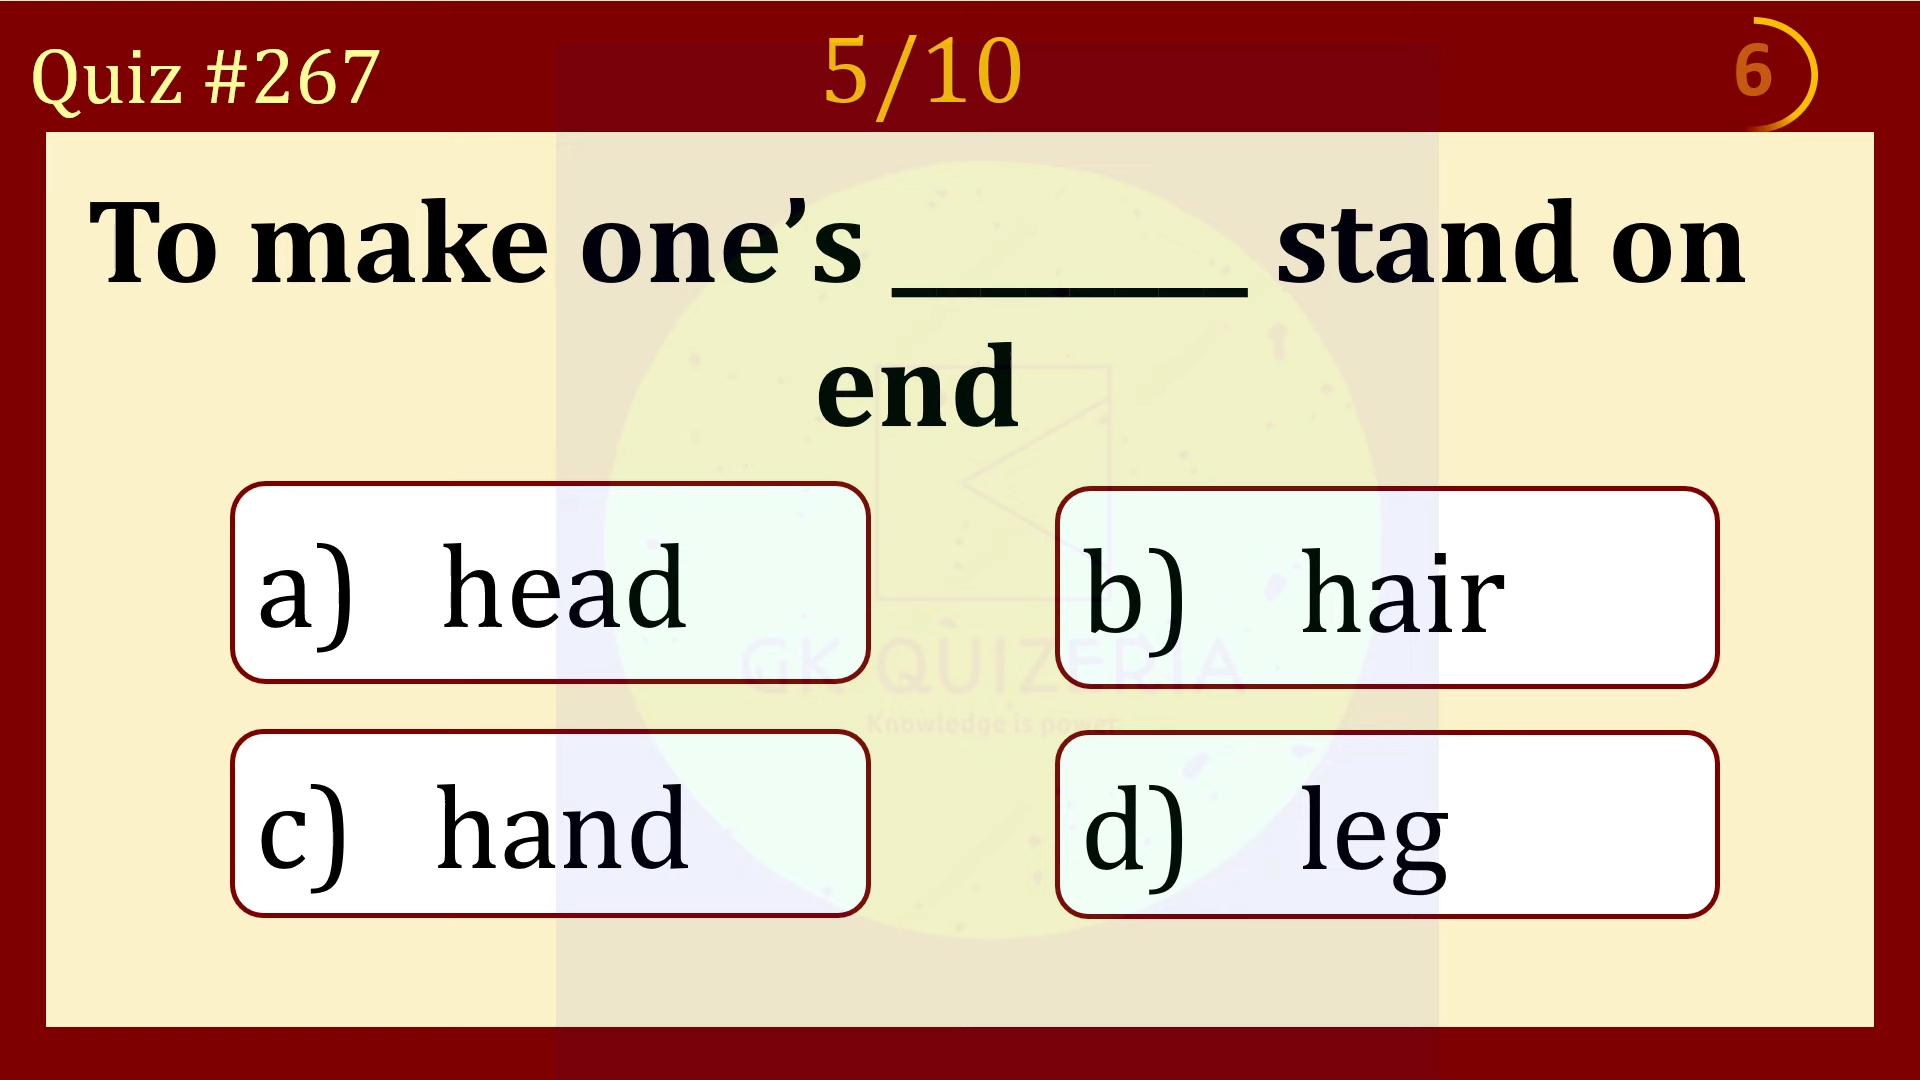 Quiz #267
5/10
6
To make one’s ________ stand on
end
a) head
b) hair
GK QUIZERIA
Knowledge is power
c) hand
d) leg